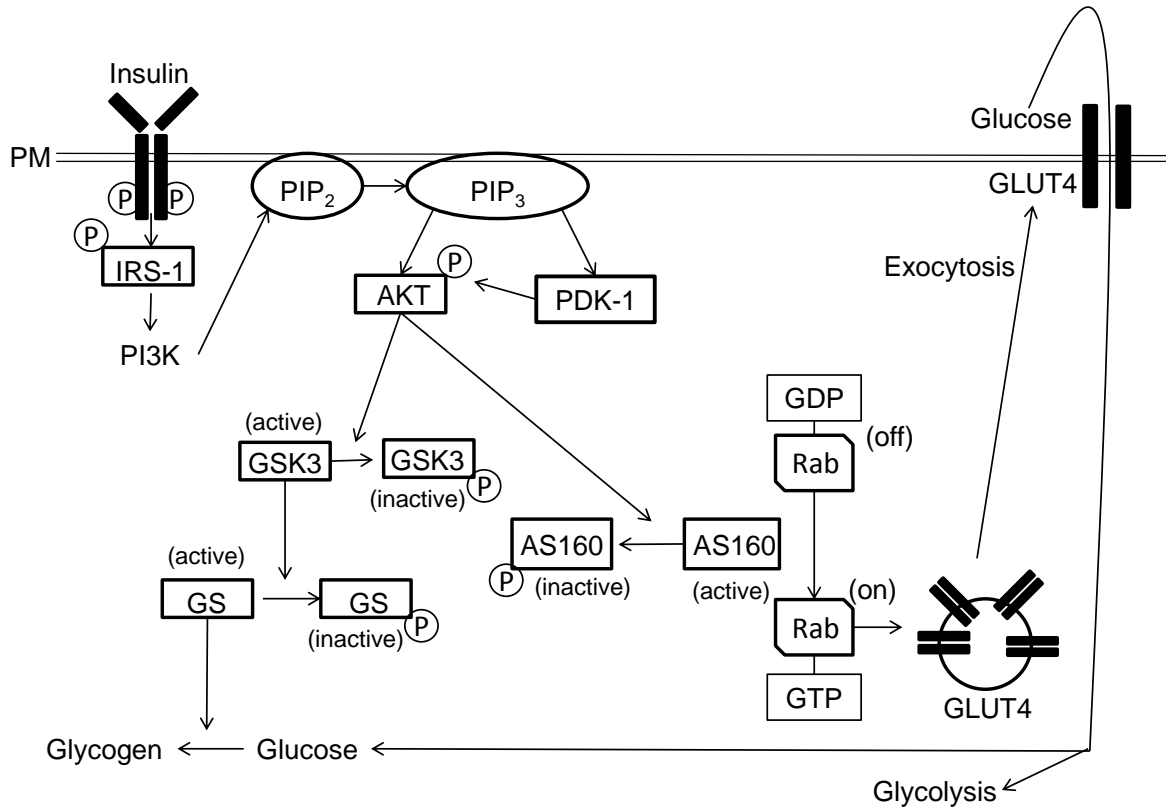 Insulin
Glucose
PM
GLUT4
P P
PIP2
PIP3
P
IRS-1
P
AKT
PDK-1
Exocytosis
PI3K
GDP
(active)
(off)
GSK3
GSK3
Rab
(inactive)
P
AS160
AS160
(active)
P
(inactive)
(active)
(on)
GS
GS
Rab
(inactive)
P
GTP
GLUT4
Glycogen
Glucose
Glycolysis